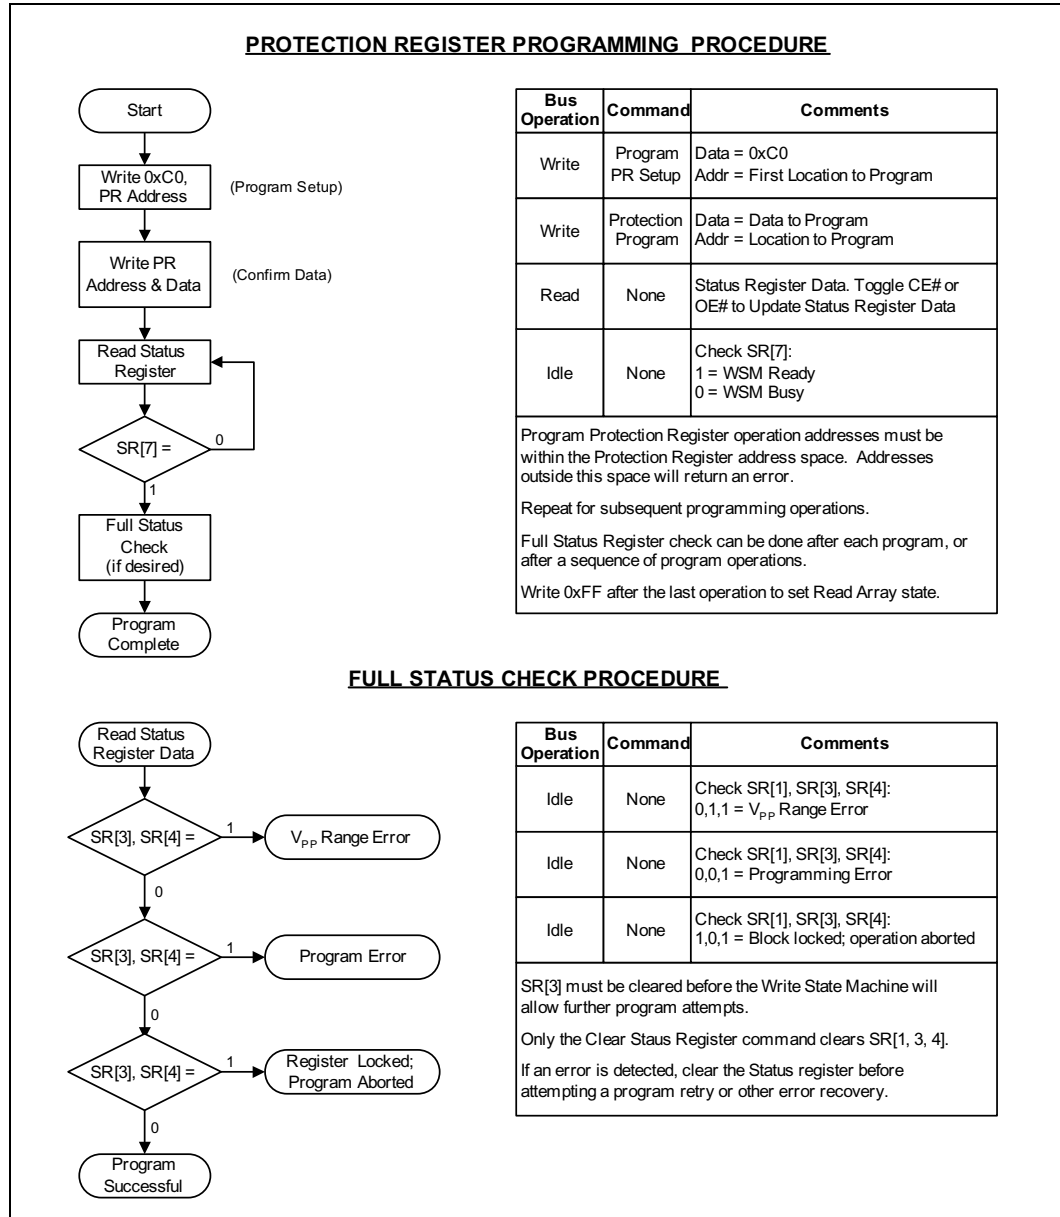 PROTECTION REGISTER PROGRAMMING PROCEDURE
Start
Write 0xC0,
PR Address
(Program Setup)
Write PR
Address & Data
(Confirm Data)
Read Status
Register
SR[7] =
0
1
Full Status
Check
(if desired)
Program
Complete
Bus
Operation
Command
Comments
Write
Program
PR Setup
Data = 0xC0
Addr = First Location to Program
Write
Protection
Program
Data = Data to Program
Addr = Location to Program
Read
None
Status Register Data. Toggle CE# or
OE# to Update Status Register Data
Idle
None
Check SR[7]:
1 = WSM Ready
0 = WSM Busy
Program Protection Register operation addresses must be
within the Protection Register address space. Addresses
outside this space will return an error.
Repeat for subsequent programming operations.
Full Status Register check can be done after each program, or
after a sequence of program operations.
Write 0xFF after the last operation to set Read Array state.
FULL STATUS CHECK PROCEDURE
Read Status
Register Data
SR[3], SR[4] =
1
VPP Range Error
0
SR[3], SR[4] =
1
Program Error
0
SR[3], SR[4] =
1
Register Locked;
Program Aborted
0
Program
Successful
Bus
Operation
Command
Comments
Idle
None
Check SR[1], SR[3], SR[4]:
0,1,1 = VPP Range Error
Idle
None
Check SR[1], SR[3], SR[4]:
0,0,1 = Programming Error
Idle
None
Check SR[1], SR[3], SR[4]:
1,0,1 = Block locked; operation aborted
SR[3] must be cleared before the Write State Machine will
allow further program attempts.
Only the Clear Staus Register command clears SR[1, 3, 4].
If an error is detected, clear the Status register before
attempting a program retry or other error recovery.